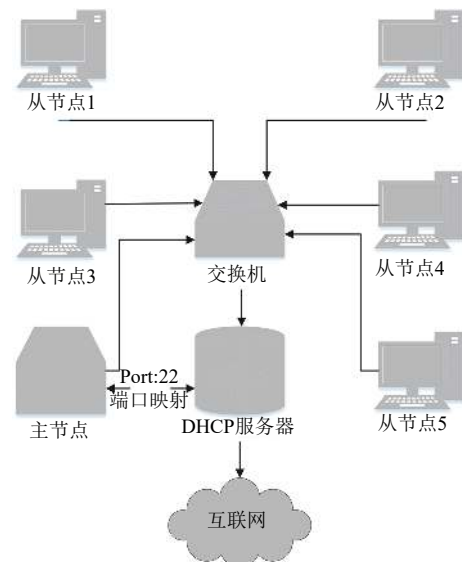 从节点1
从节点2
从节点3
交换机
从节点4
Port:22
端口映射
主节点
DHCP服务器
从节点5
互联网